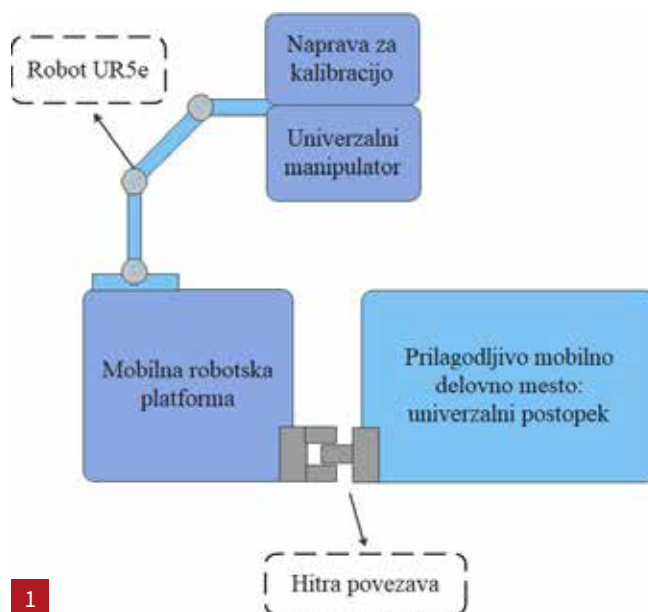 Naprava za
kalibracijo
Robot UR5e
Univerzalni
manipulator
Mobilna robotska
platforma
Prilagodljivo mobilno
delovno mesto:
univerzalni postopek
Hitra povezava
1